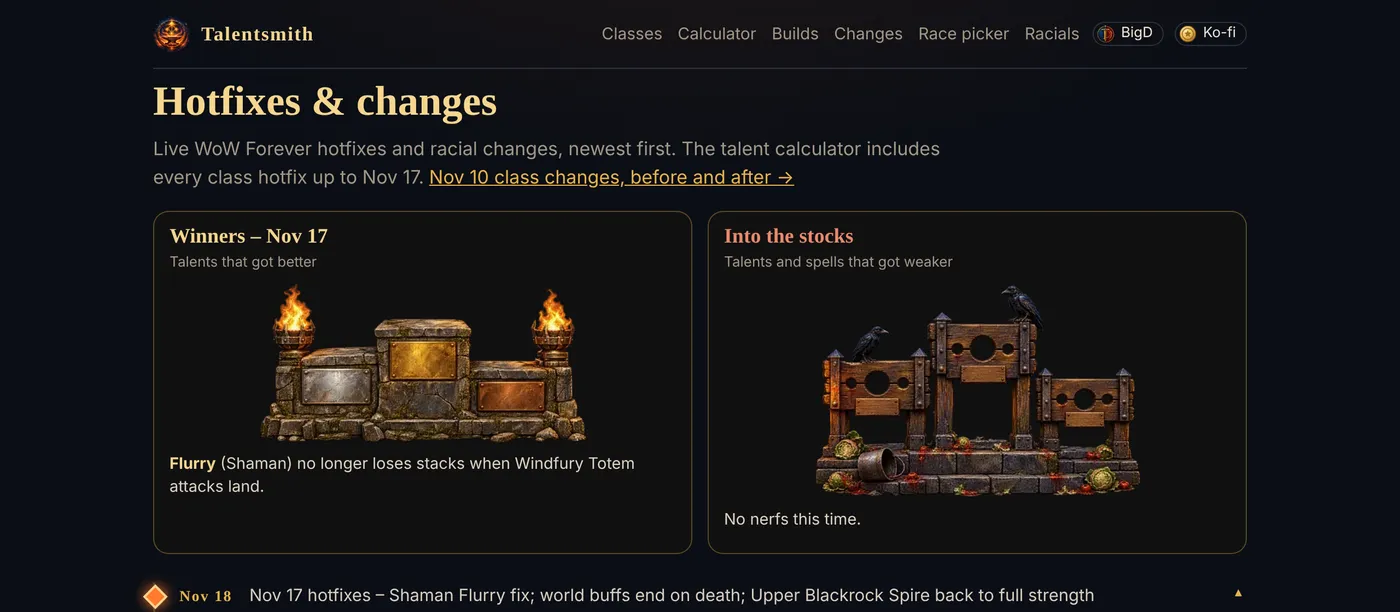 Talentsmith
Classes Calculator Builds Changes Race picker Racials BigD Ko-fi
Hotfixes & changes
Live WoW Forever hotfixes and racial changes, newest first. The talent calculator includes
every class hotfix up to Nov 17. Nov 10 class changes, before and after →
Winners – Nov 17
Talents that got better
Flurry (Shaman) no longer loses stacks when Windfury Totem
attacks land.
Into the stocks
Talents and spells that got weaker
No nerfs this time.
Nov 18 Nov 17 hotfixes – Shaman Flurry fix; world buffs end on death; Upper Blackrock Spire back to full strength